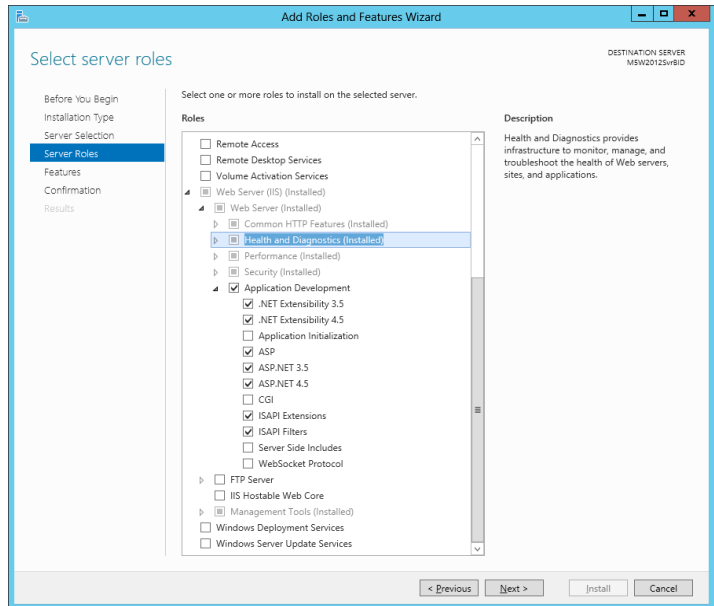 Add Roles and Features Wizard
Select server roles
DESTINATION SERVER
M5W2012SvrBID
Before You Begin
Installation Type
Server Selection
Server Roles
Features
Confirmation
Results
Select one or more roles to install on the selected server.
Roles
Remote Access
Remote Desktop Services
Volume Activation Services
Web Server (IIS) (Installed)
Web Server (Installed)
Common HTTP Features (Installed)
Health and Diagnostics (Installed)
Performance (Installed)
Security (Installed)
Application Development
.NET Extensibility 3.5
.NET Extensibility 4.5
Application Initialization
ASP
ASP.NET 3.5
ASP.NET 4.5
CGI
ISAPI Extensions
ISAPI Filters
Server Side Includes
WebSocket Protocol
FTP Server
IIS Hostable Web Core
Management Tools (Installed)
Windows Deployment Services
Windows Server Update Services
Description
Health and Diagnostics provides
infrastructure to monitor, manage, and
troubleshoot the health of Web servers,
sites, and applications.
< Previous
Next >
Install
Cancel